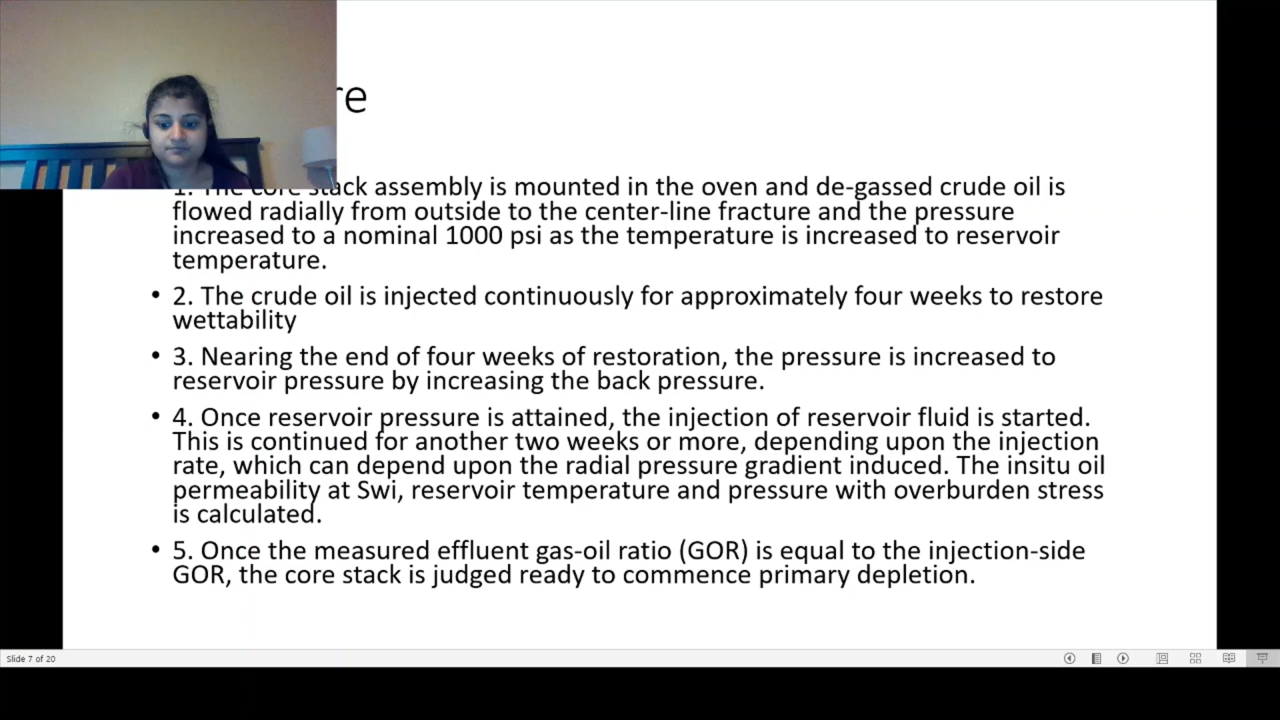 re
1. The core stack assembly is mounted in the oven and de-gassed crude oil is
flowed radially from outside to the center-line fracture and the pressure
increased to a nominal 1000 psi as the temperature is increased to reservoir
temperature.
• 2. The crude oil is injected continuously for approximately four weeks to restore
wettability
• 3. Nearing the end of four weeks of restoration, the pressure is increased to
reservoir pressure by increasing the back pressure.
• 4. Once reservoir pressure is attained, the injection of reservoir fluid is started.
This is continued for another two weeks or more, depending upon the injection
rate, which can depend upon the radial pressure gradient induced. The insitu oil
permeability at Swi, reservoir temperature and pressure with overburden stress
is calculated.
• 5. Once the measured effluent gas-oil ratio (GOR) is equal to the injection-side
GOR, the core stack is judged ready to commence primary depletion.
Slide 7 of 20